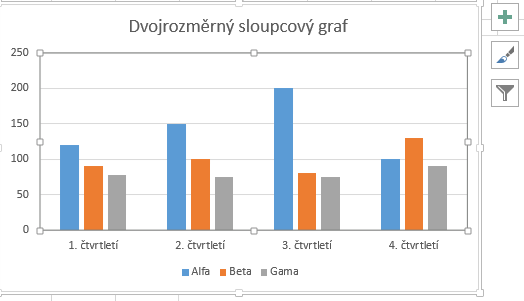 Dvojrozměrný sloupcový graf
250
200
150
100
50
0
1. čtvrtletí 2. čtvrtletí 3. čtvrtletí 4. čtvrtletí
Alfa Beta Gama